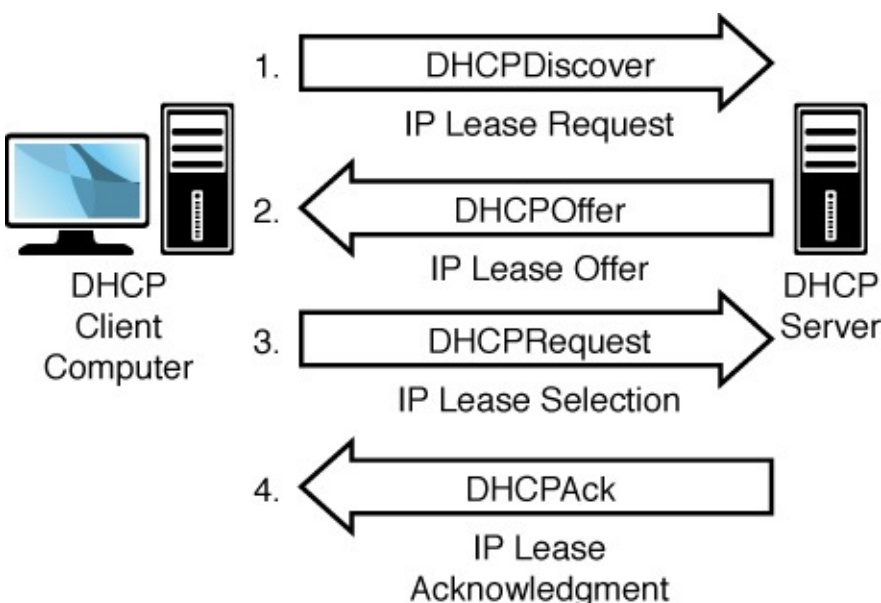 1. DHCPDiscover
IP Lease Request
2. DHCPOffer
IP Lease Offer
DHCP
Client
Computer
DHCP
Server
3. DHCPRequest
IP Lease Selection
4. DHCPAck
IP Lease
Acknowledgment